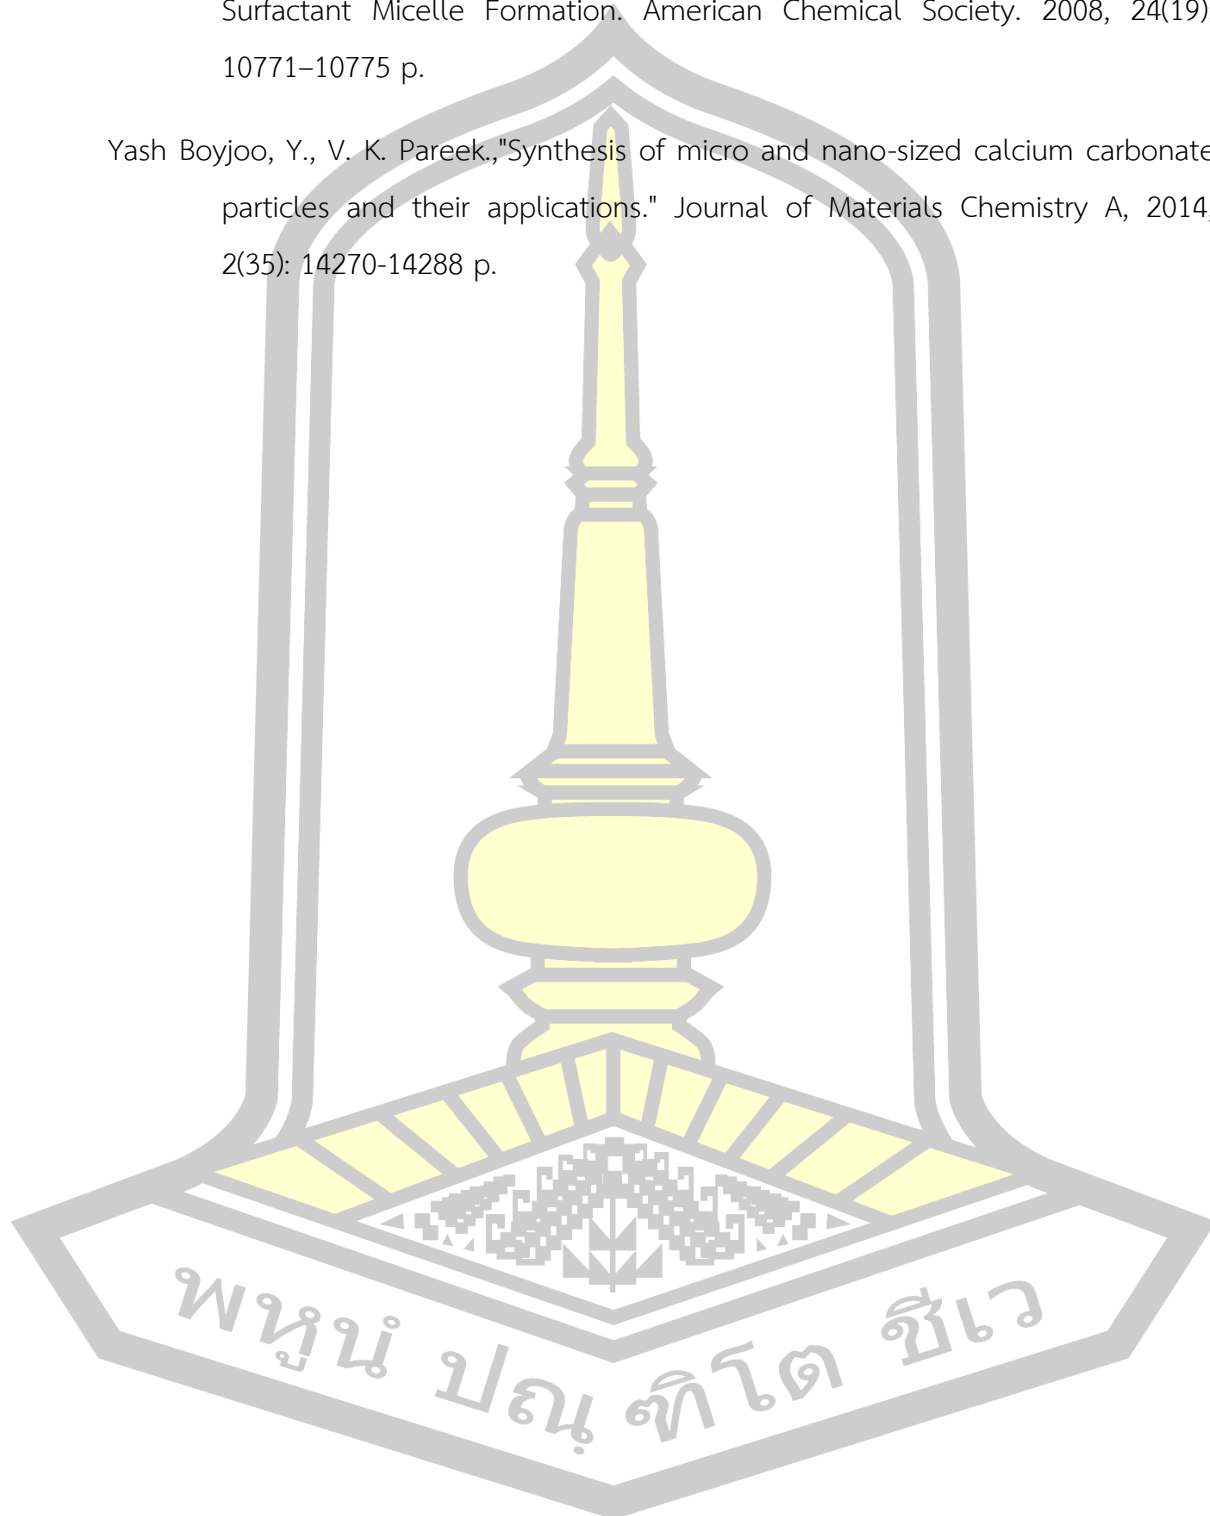 Surfactant Micelle Formation. American Chemical Society. 2008, 24(19):
10771–10775 p.
Yash Boyjoo, Y., V. K. Pareek.,"Synthesis of micro and nano-sized calcium carbonate
particles and their applications." Journal of Materials Chemistry A, 2014,
2(35): 14270-14288 p.
พหูนํ ปณฺฑิโต ชีเว